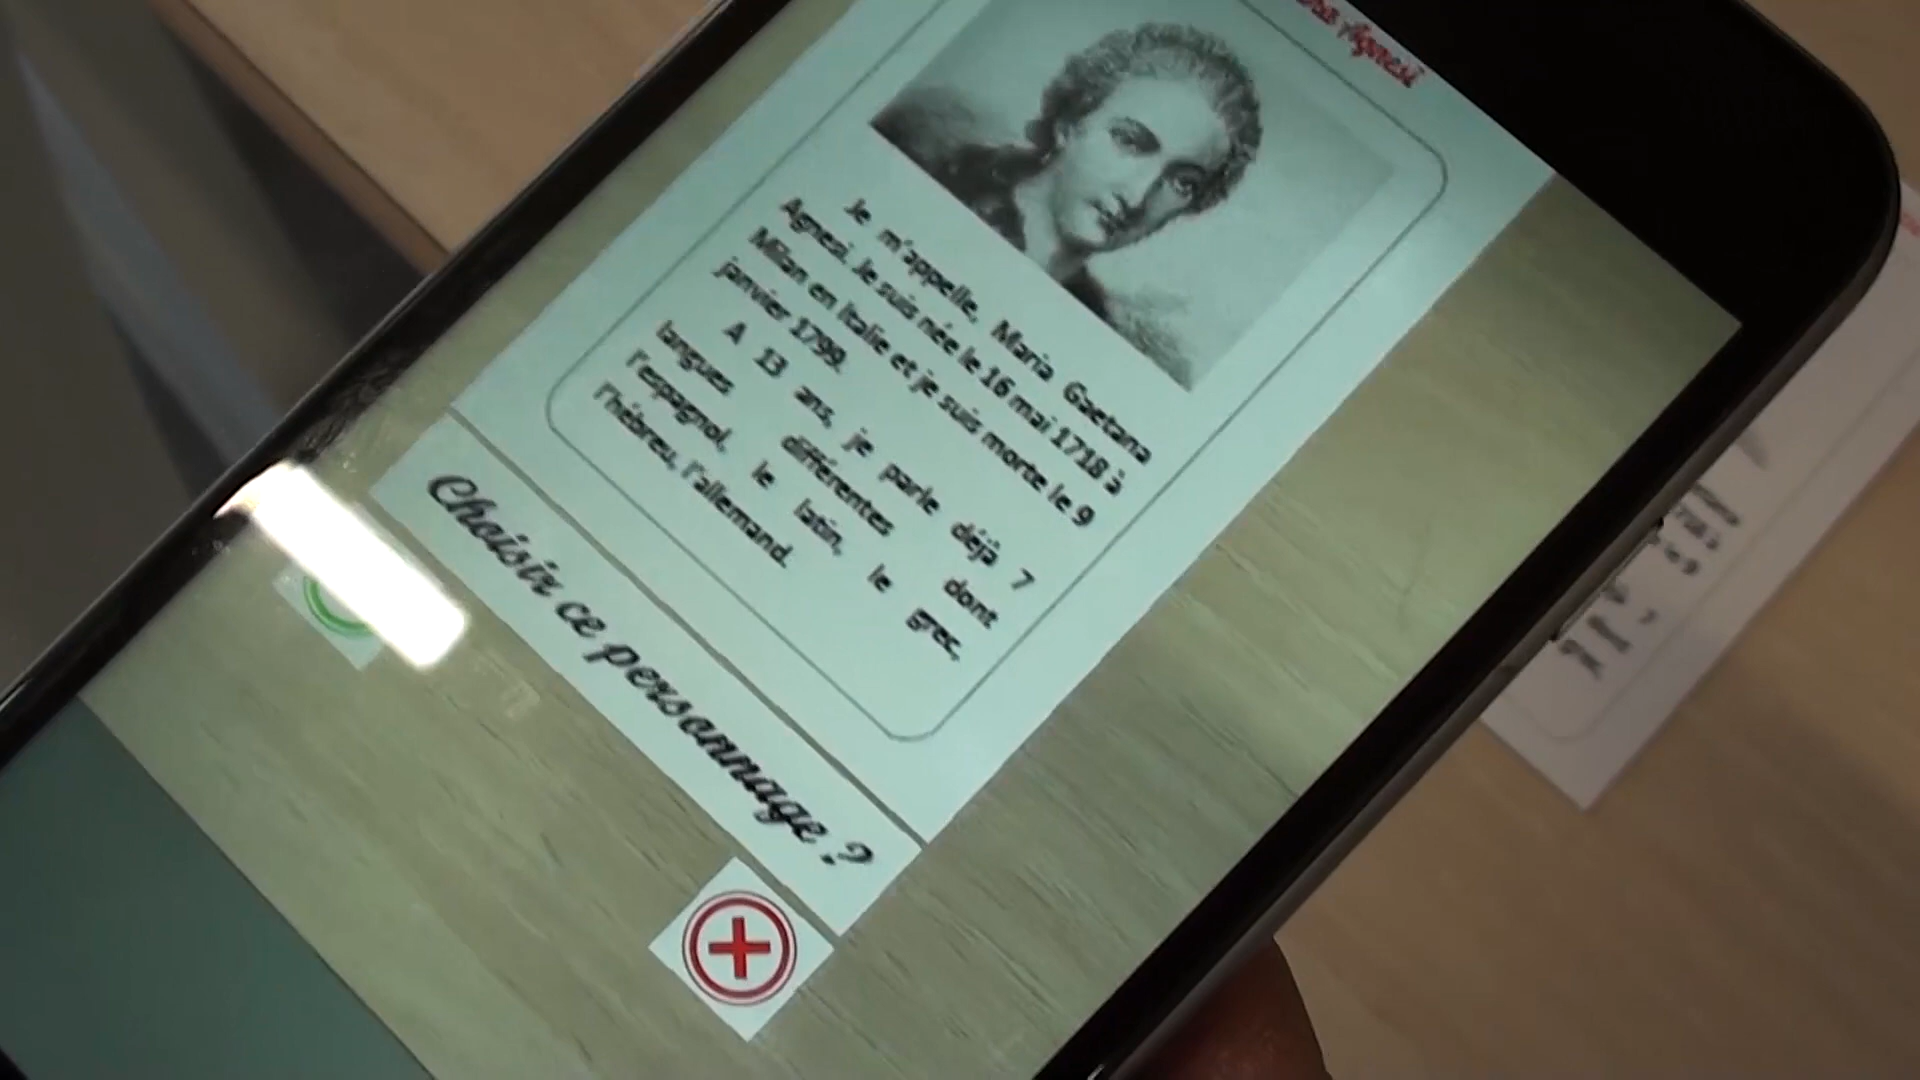 Agnesi
Je m'appelle, Maria Gaetana
Agnesi. Je suis née le 16 mai 1718 à
Milan en Italie et je suis morte le 9
janvier 1799.
A 13 ans, je parle déjà 7
langues différentes dont
l'espagnol, le latin, le grec,
l'hébreu, l'allemand.
Choisir ce personnage ?